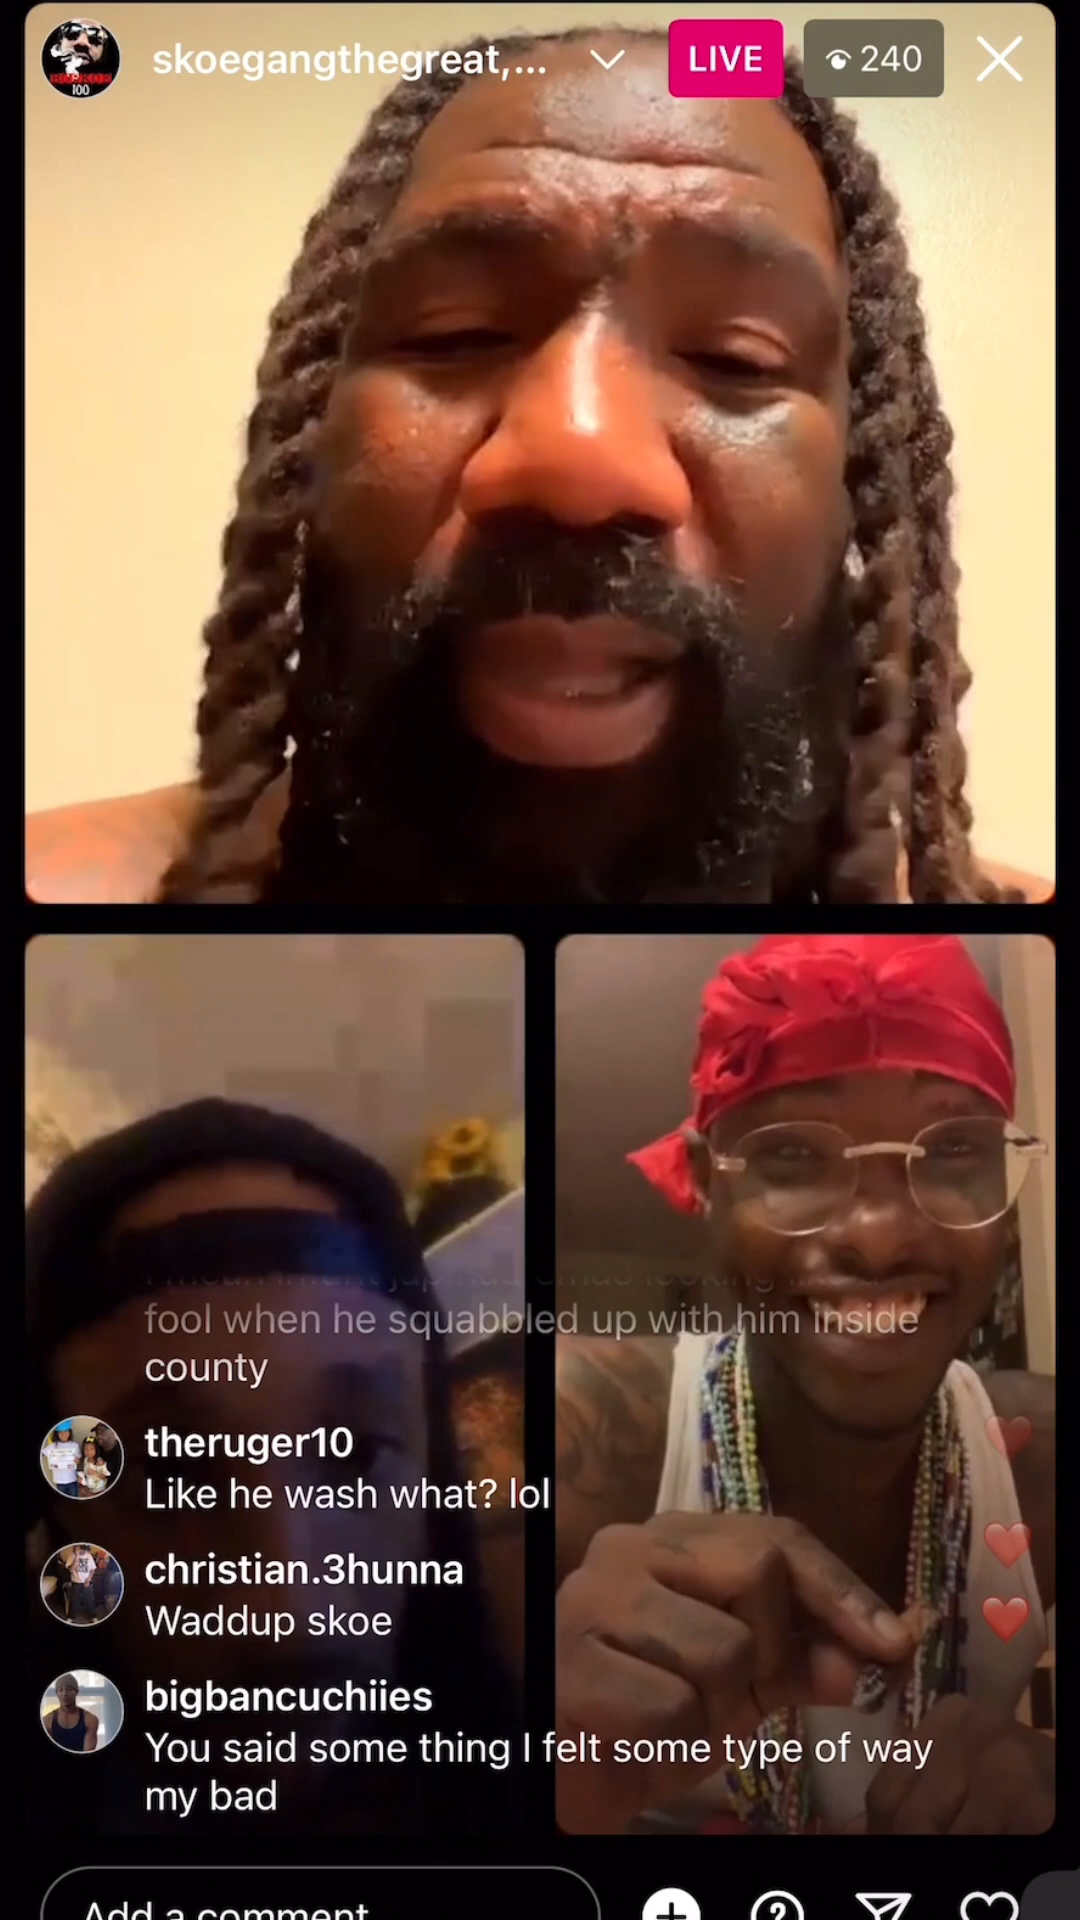 skoegangthegreat,...
LIVE
240
100
fool when he squabbled up with him inside
county
theruger10
Like he wash what? lol
christian.3hunna
Waddup skoe
bigbancuchiies
You said some thing I felt some type of way
my bad
Add a comment